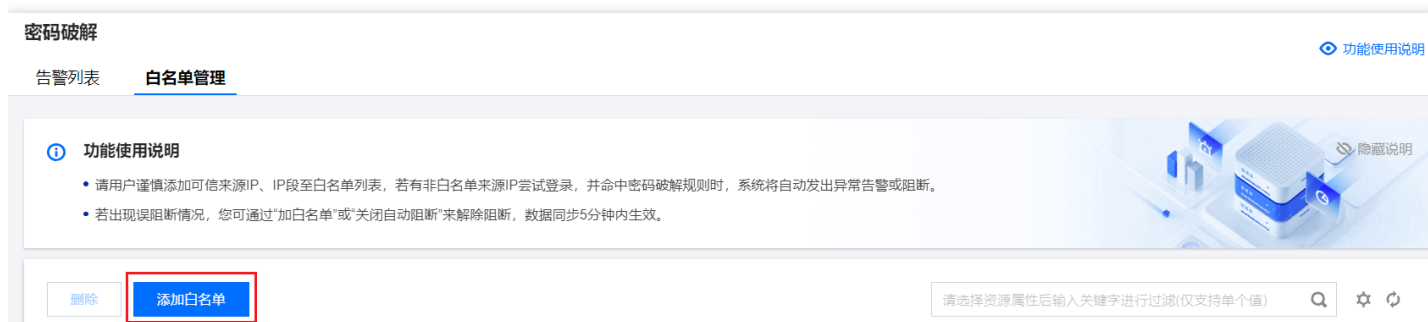 密码破解
功能使用说明
告警列表 白名单管理
功能使用说明
隐藏说明
• 请用户谨慎添加可信来源IP、IP段至白名单列表，若有非白名单来源IP尝试登录，并命中密码破解规则时，系统将自动发出异常告警或阻断。
• 若出现误阻断情况，您可通过“加白名单”或“关闭自动阻断”来解除阻断，数据同步5分钟内生效。
删除 添加白名单 请选择资源属性后输入关键字进行过滤(仅支持单个值)